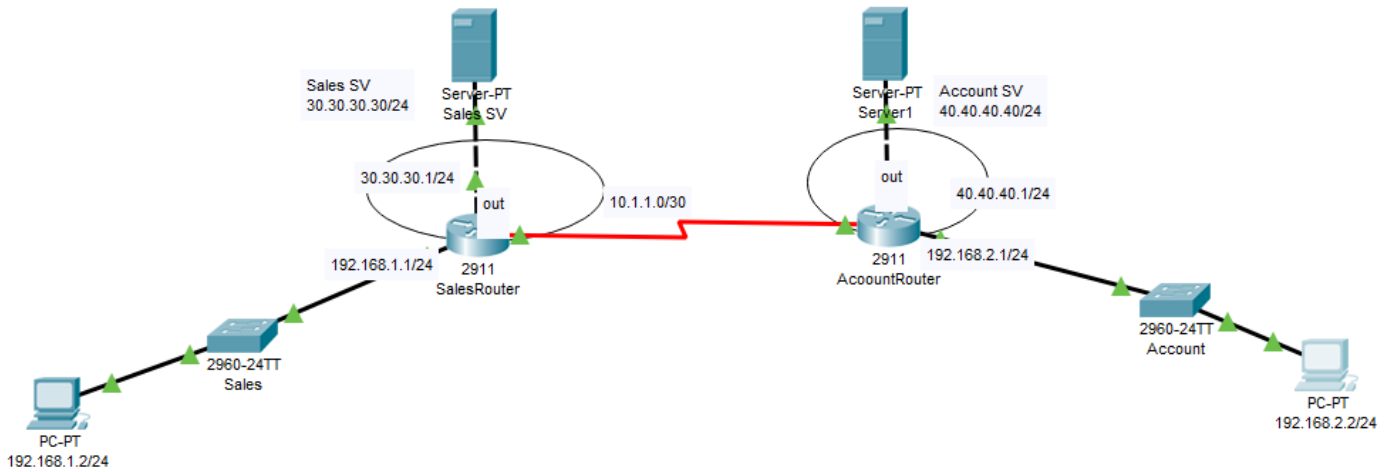 Sales SV
30.30.30.30/24
Server-PT
Sales SV
Server-PT
Server1
Account SV
40.40.40.40/24
30.30.30.1/24
out
10.1.1.0/30
out
40.40.40.1/24
192.168.1.1/24
2911
SalesRouter
2911
AcoountRouter
192.168.2.1/24
2960-24TT
Sales
2960-24TT
Account
PC-PT
192.168.1.2/24
PC-PT
192.168.2.2/24